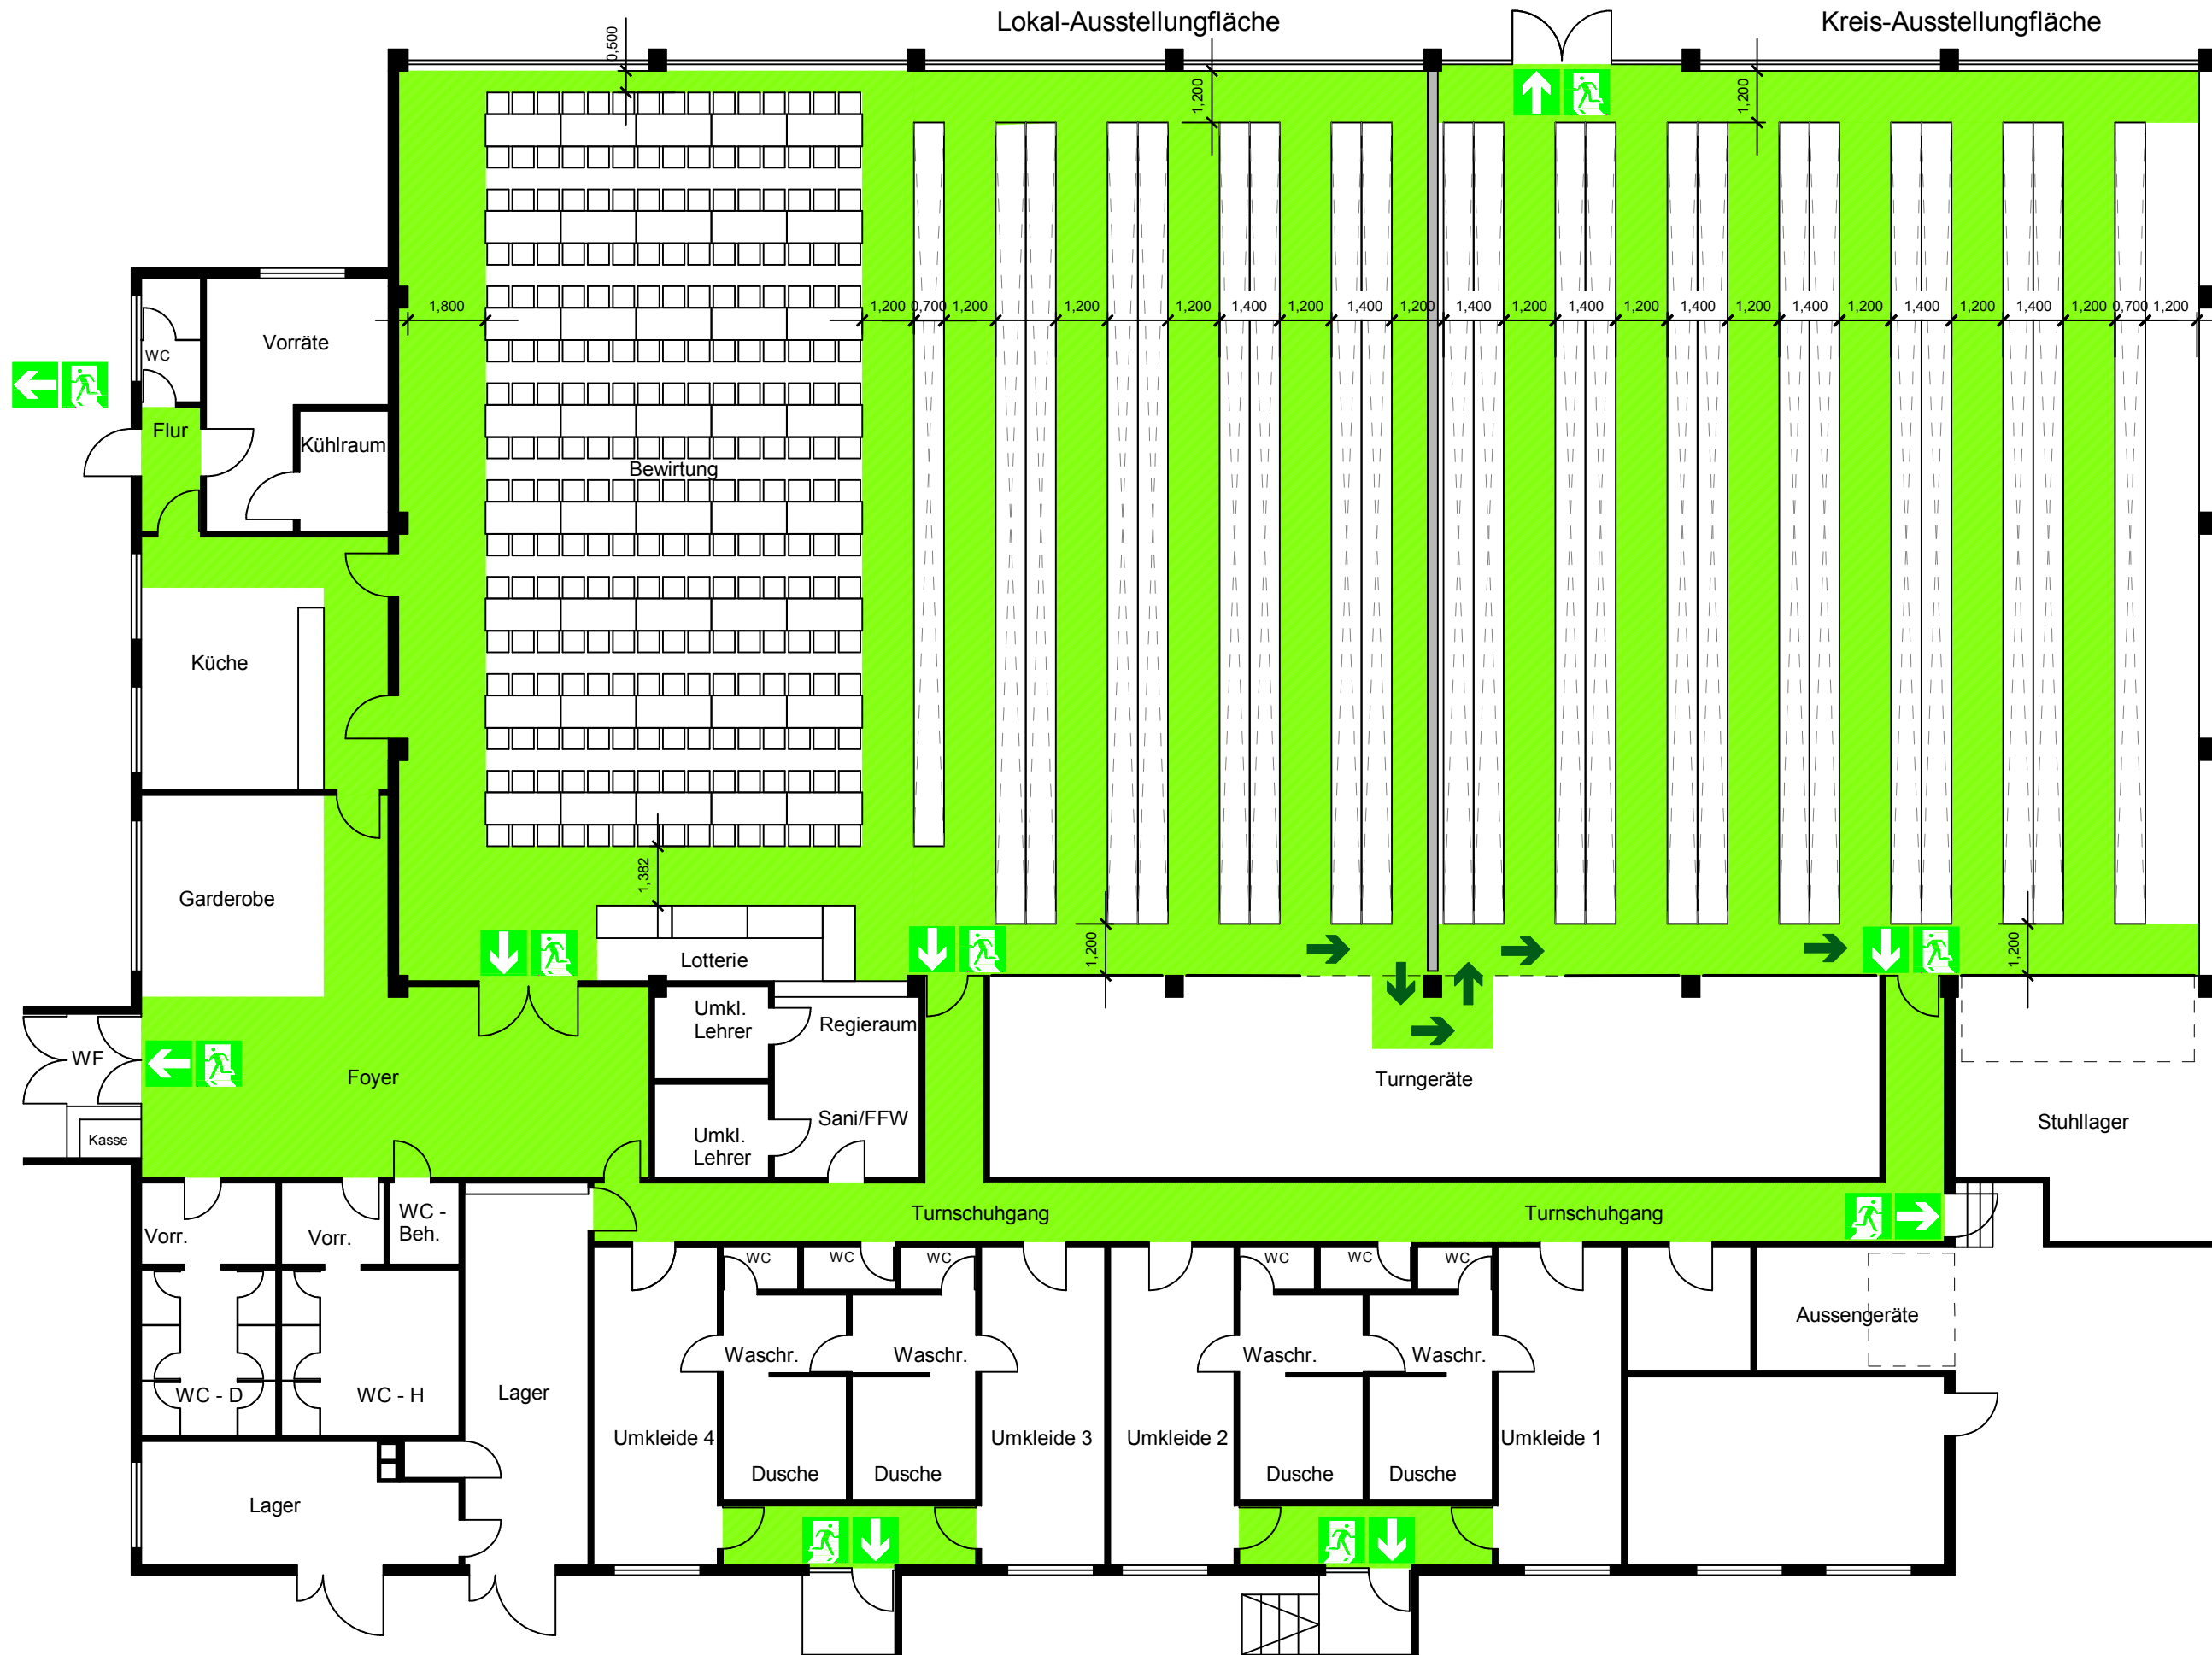 Lokal-Ausstellungfläche
Kreis-Ausstellungfläche
0,500
1,200
1,200
1,800
1,200
0,700
1,200
1,200
1,200
1,400
1,200
1,400
1,200
1,400
1,200
1,400
1,200
1,400
1,200
1,400
1,200
1,400
1,200
1,400
1,200
0,700
1,200
Vorräte
WC
Flur
Kühlraum
Bewirtung
Küche
1,382
Garderobe
Lotterie
1,200
1,200
Umkl.
Lehrer
Regieraum
WF
Foyer
Turngeräte
Kasse
Umkl.
Lehrer
Sani/FFW
Stuhllager
Turnschuhgang
Turnschuhgang
Vorr.
Vorr.
WC -
Beh.
WC
WC
WC
WC
WC
WC
Aussengeräte
Waschr.
Waschr.
Waschr.
Waschr.
WC - D
WC - H
Lager
Umkleide 4
Umkleide 3
Umkleide 2
Umkleide 1
Dusche
Dusche
Dusche
Dusche
Lager